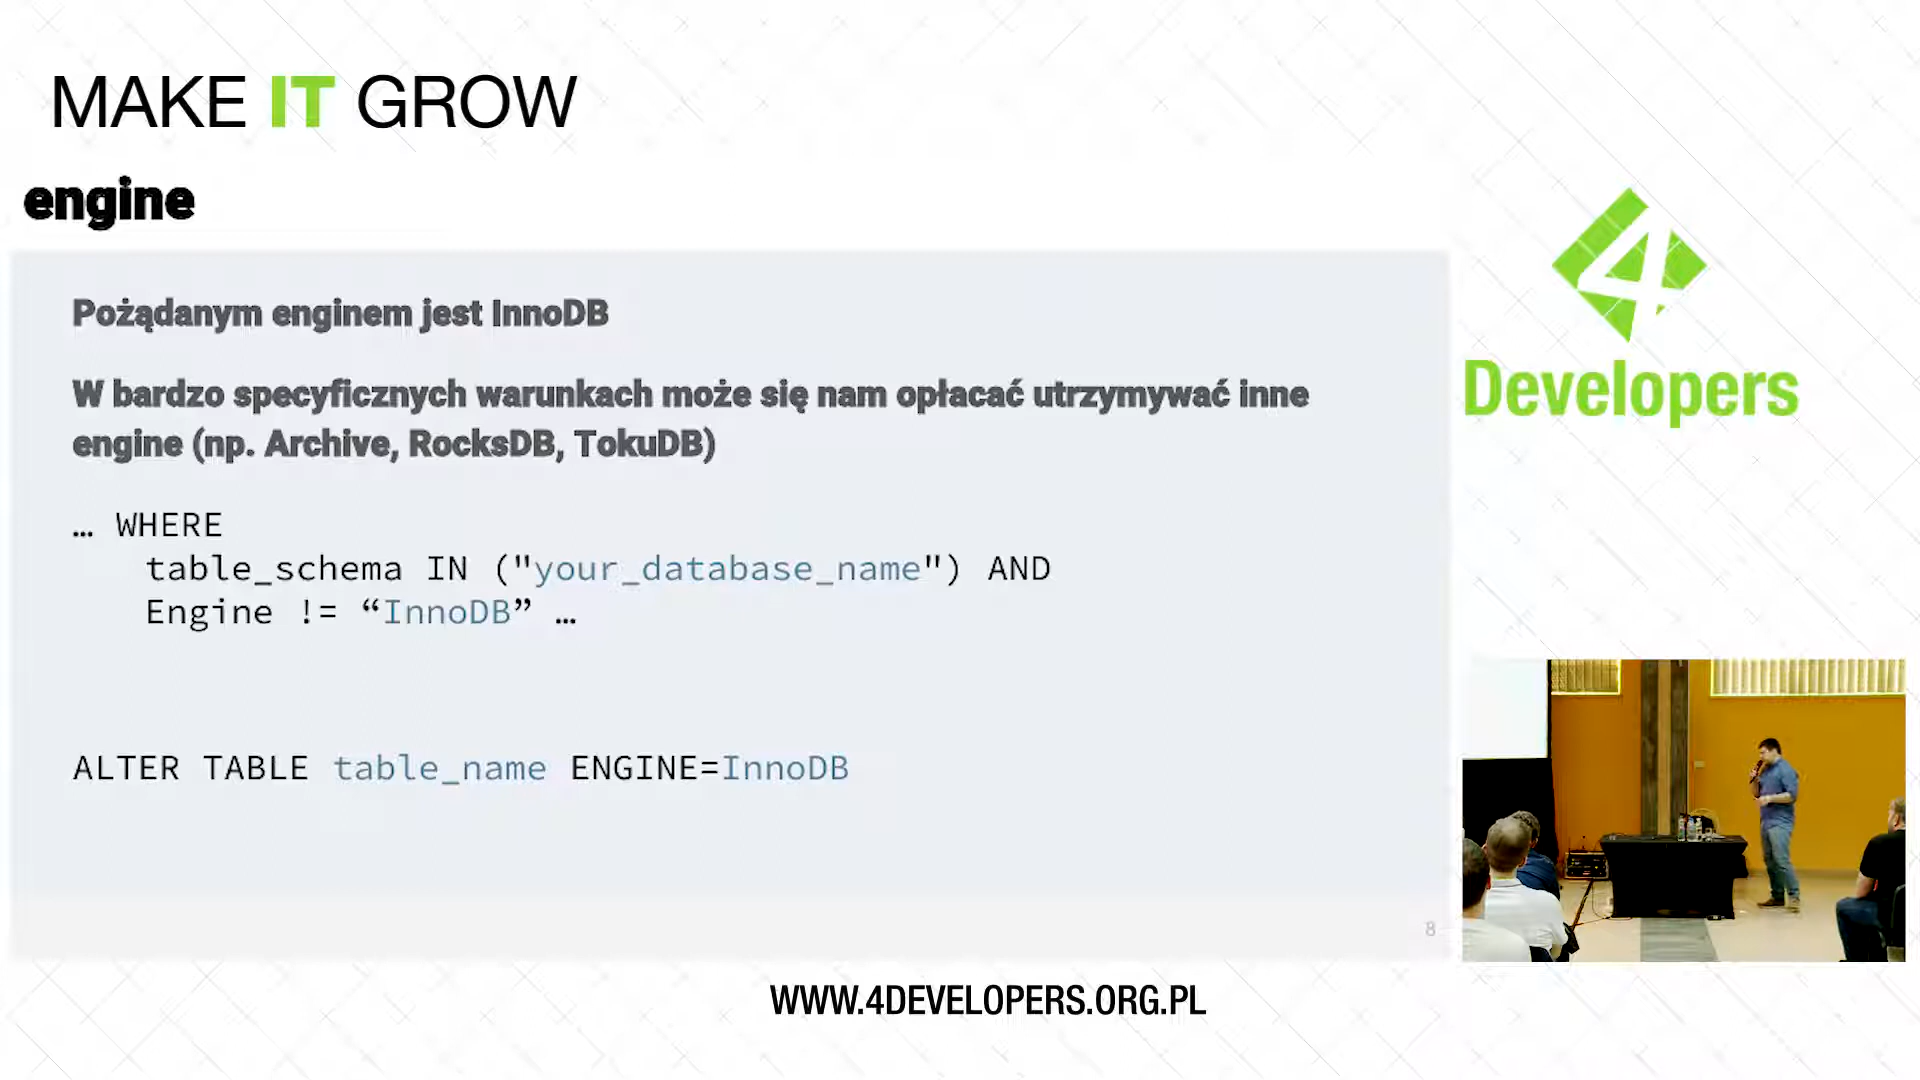 MAKE IT GROW
engine
Pożądanym enginem jest InnoDB
W bardzo specyficznych warunkach może się nam opłacać utrzymywać inne
engine (np. Archive, RocksDB, TokuDB)
… WHERE
table_schema IN ("your_database_name") AND
Engine != “InnoDB” …
ALTER TABLE table_name ENGINE=InnoDB
8
4
Developers
WWW.4DEVELOPERS.ORG.PL